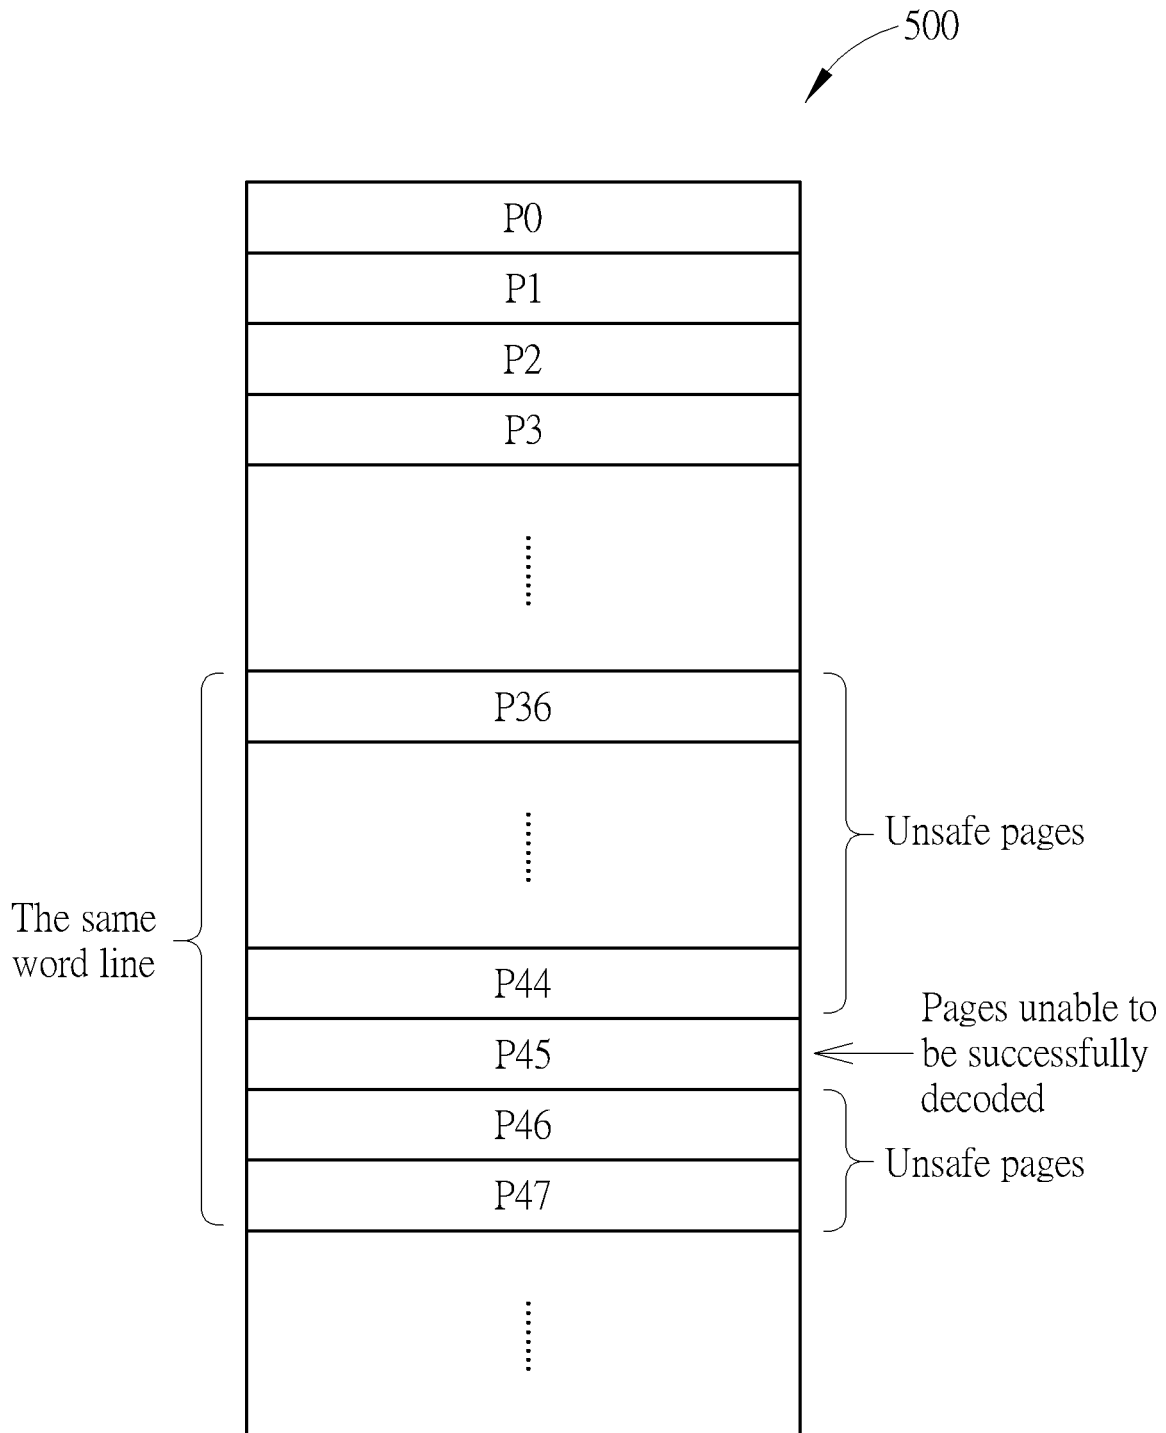 500
P0
P1
P2
P3
P36
Unsafe pages
The same
word line
P44
Pages unable to
be successfully
decoded
P45
P46
Unsafe pages
P47